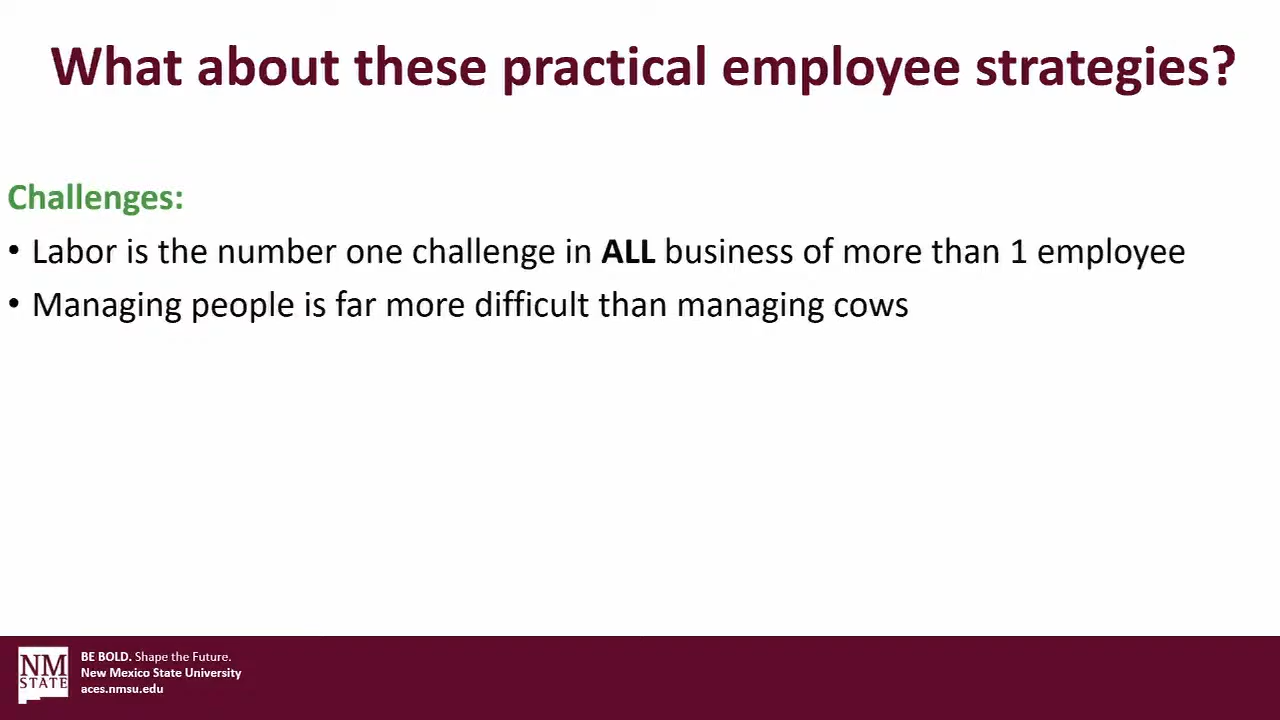 What about these practical employee strategies?
Challenges:
• Labor is the number one challenge in ALL business of more than 1 employee
• Managing people is far more difficult than managing cows
NM
STATE
BE BOLD. Shape the Future.
New Mexico State University
aces.nmsu.edu